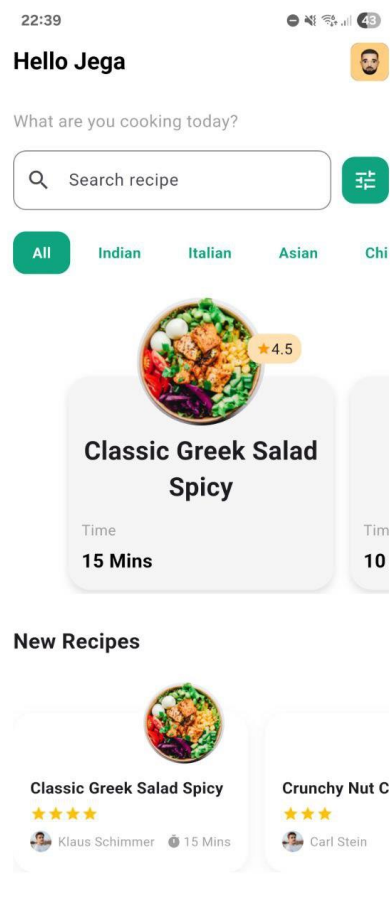 22:39
43
Hello Jega
What are you cooking today?
Search recipe
All Indian Italian Asian Chi
4.5
Classic Greek Salad
Spicy
Time Tim
15 Mins 10
New Recipes
Classic Greek Salad Spicy Crunchy Nut C
Klaus Schimmer 15 Mins Carl Stein